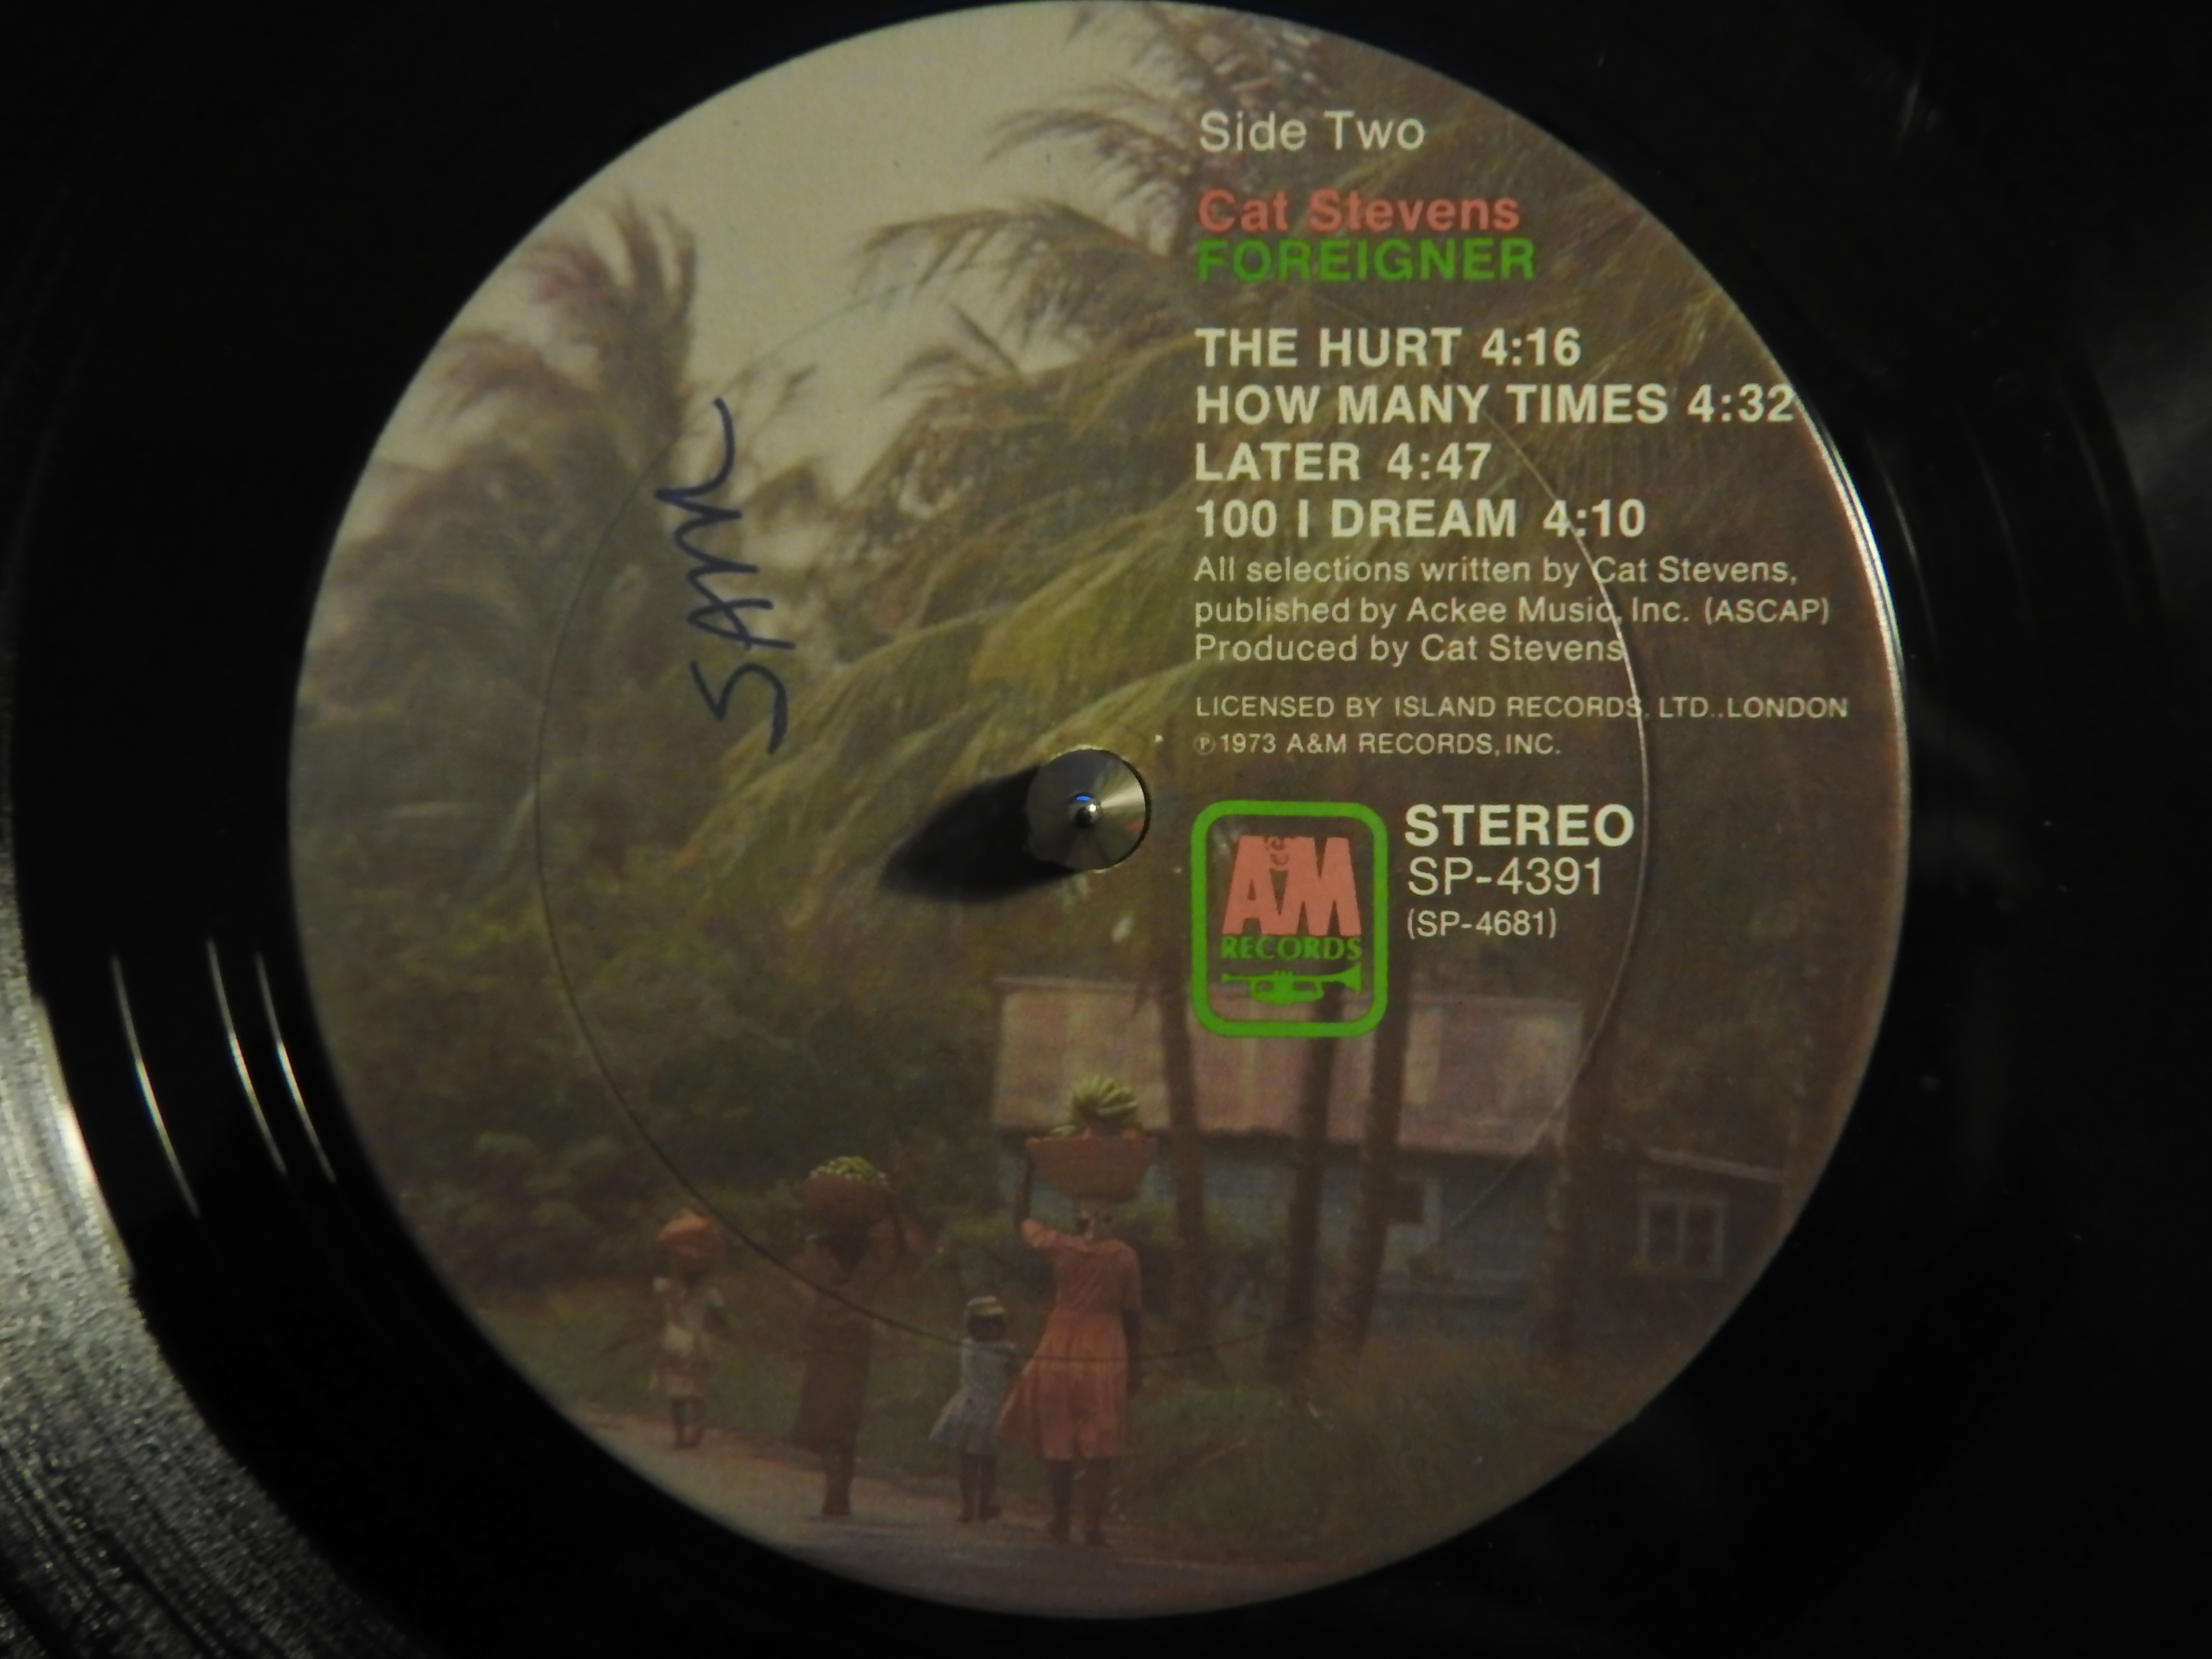 Side Two
Cat Stevens
FOREIGNER
THE HURT 4:16
HOW MANY TIMES 4:32
LATER 4:47
100 I DREAM 4:10
All selections written by Cat Stevens,
published by Ackee Music, Inc. (ASCAP)
Produced by Cat Stevens
LICENSED BY ISLAND RECORDS, LTD., LONDON
℗ 1973 A&M RECORDS, INC.
A&M
RECORDS
STEREO
SP-4391
(SP-4681)
SAM